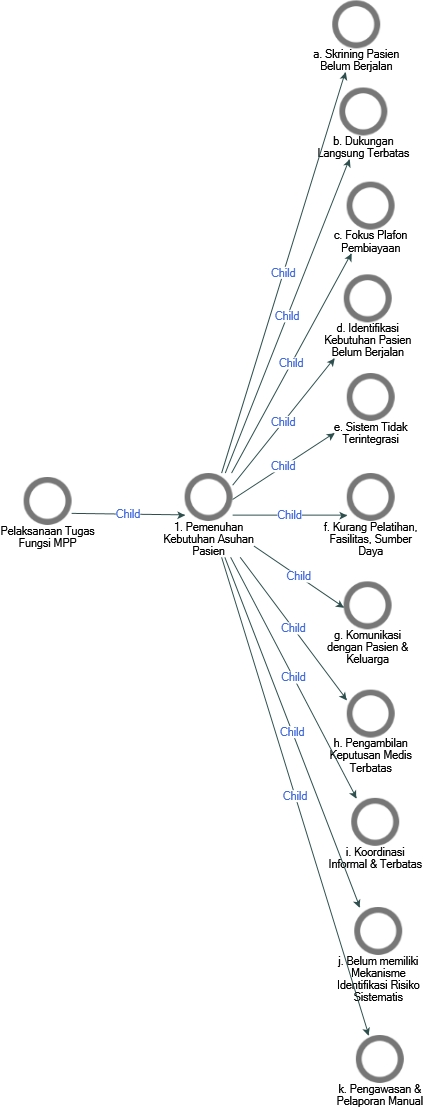 a. Skrining Pasien
Belum Berjalan
b. Dukungan
Langsung Terbatas
c. Fokus Plafon
Pembiayaan
Child
d. Identifikasi
Kebutuhan Pasien
Belum Berjalan
Child
Child
e. Sistem Tidak
Terintegrasi
Child
Child
Pelaksanaan Tugas
Fungsi MPP
Child
1. Pemenuhan
Kebutuhan Asuhan
Pasien
Child
f. Kurang Pelatihan,
Fasilitas, Sumber
Daya
Child
g. Komunikasi
dengan Pasien &
Keluarga
Child
h. Pengambilan
Keputusan Medis
Terbatas
Child
i. Koordinasi
Informal & Terbatas
Child
j. Belum memiliki
Mekanisme
Identifikasi Risiko
Sistematis
Child
k. Pengawasan &
Pelaporan Manual